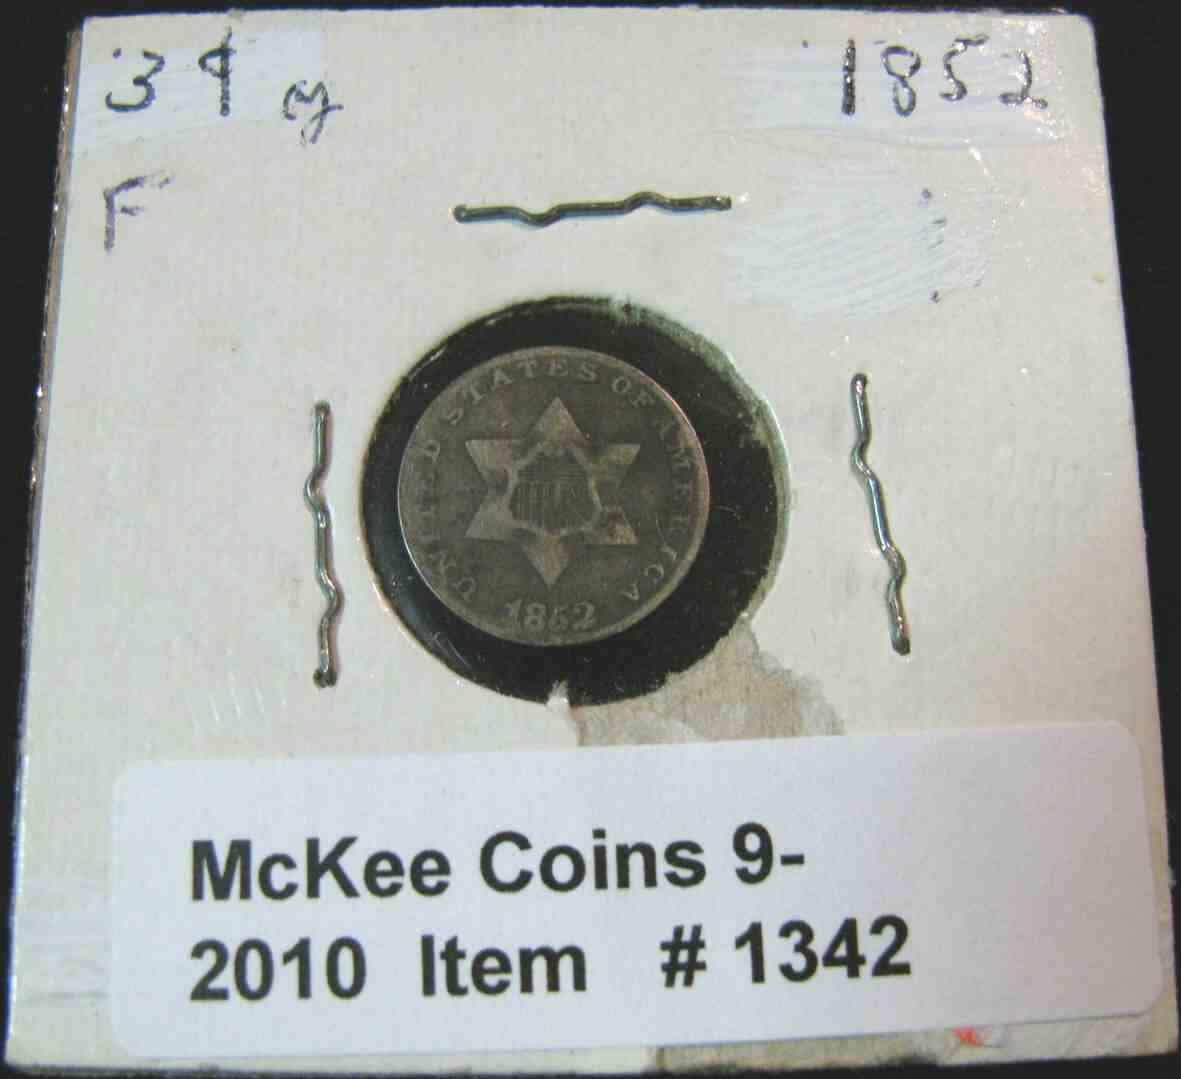 3 ¢ 1852
F
UNITED STATES OF AMERICA
1852
McKee Coins 9-
2010 Item # 1342